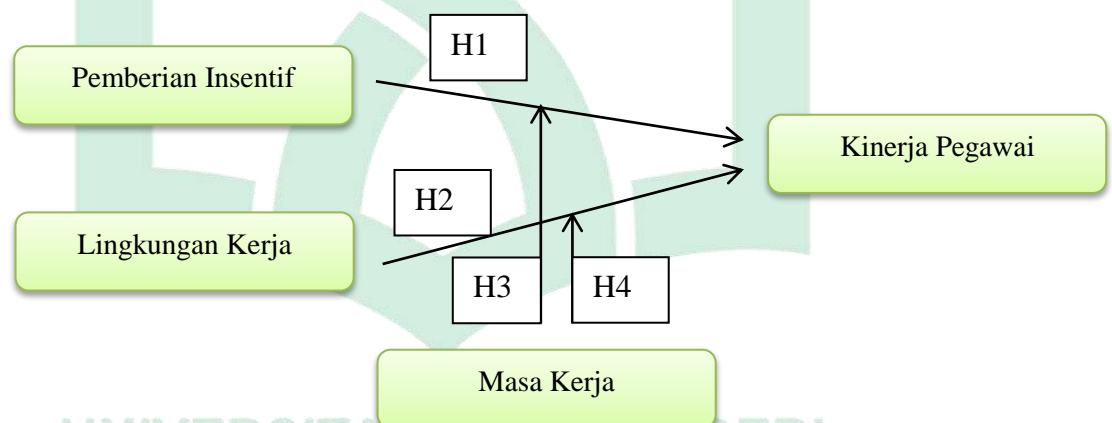 H1
Pemberian Insentif
Kinerja Pegawai
H2
Lingkungan Kerja
H3
H4
Masa Kerja